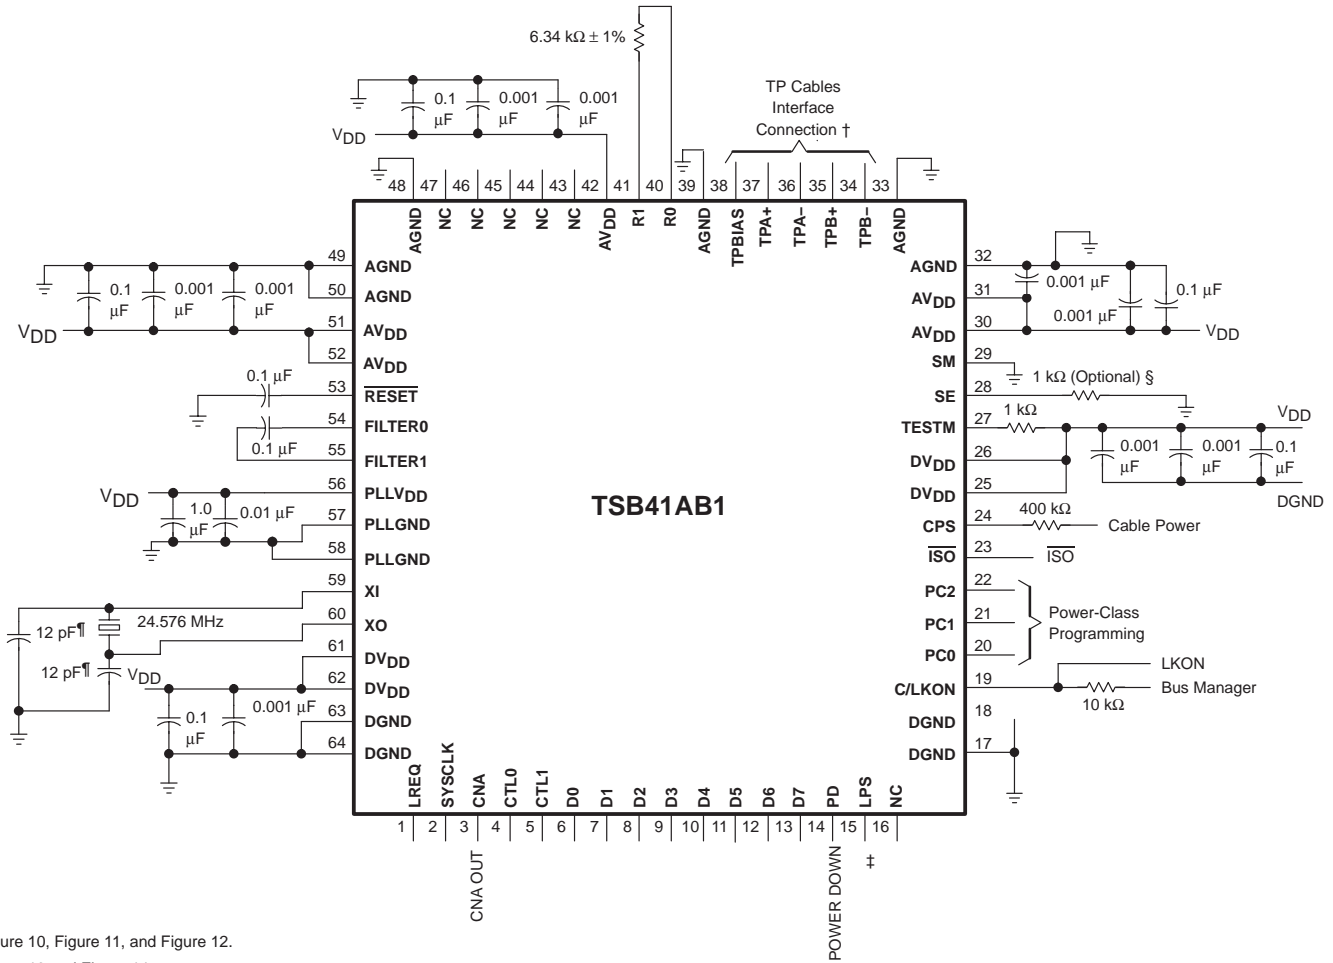 6.34 kΩ ± 1%
TP Cables
Interface
Connection †
0.1
µF
0.001
µF
0.001
µF
VDD
48 47 46 45 44 43 42 41 40 39 38 37 36 35 34 33
AGND
NC
NC
NC
NC
NC
AVDD
R1
R0
AGND
TPBIAS
TPA+
TPA−
TPB+
TPB−
AGND
49 AGND
50 AGND
51 AVDD
52 AVDD
53 RESET
54 FILTER0
55 FILTER1
56 PLLVDD
57 PLLGND
58 PLLGND
59 XI
60 XO
61 DVDD
62 DVDD
63 DGND
64 DGND
0.1
µF
0.001
µF
0.001
µF
VDD
0.1 µF
0.1 µF
VDD
1.0
µF
0.01 µF
12 pF¶
24.576 MHz
12 pF¶
VDD
0.1
µF
0.001 µF
TSB41AB1
AGND 32
AVDD 31
AVDD 30
SM 29
SE 28
TESTM 27
DVDD 26
DVDD 25
CPS 24
ISO 23
PC2 22
PC1 21
PC0 20
C/LKON 19
DGND 18
DGND 17
0.001 µF
0.001 µF
0.1 µF
VDD
1 kΩ (Optional) §
1 kΩ
VDD
0.001
µF
0.001
µF
0.1
µF
DGND
400 kΩ
Cable Power
ISO
Power-Class
Programming
LKON
Bus Manager
10 kΩ
LREQ
SYSCLK
CNA
CTL0
CTL1
D0
D1
D2
D3
D4
D5
D6
D7
PD
LPS
NC
1 2 3 4 5 6 7 8 9 10 11 12 13 14 15 16
CNA OUT
POWER DOWN
‡
ure 10, Figure 11, and Figure 12.